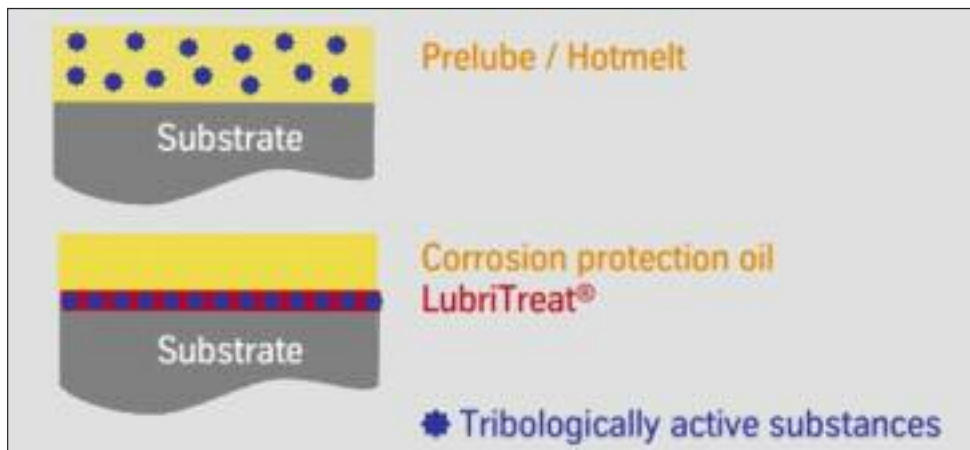 Prelube / Hotmelt
Substrate
Corrosion protection oil
LubriTreat®
Substrate
Tribologically active substances